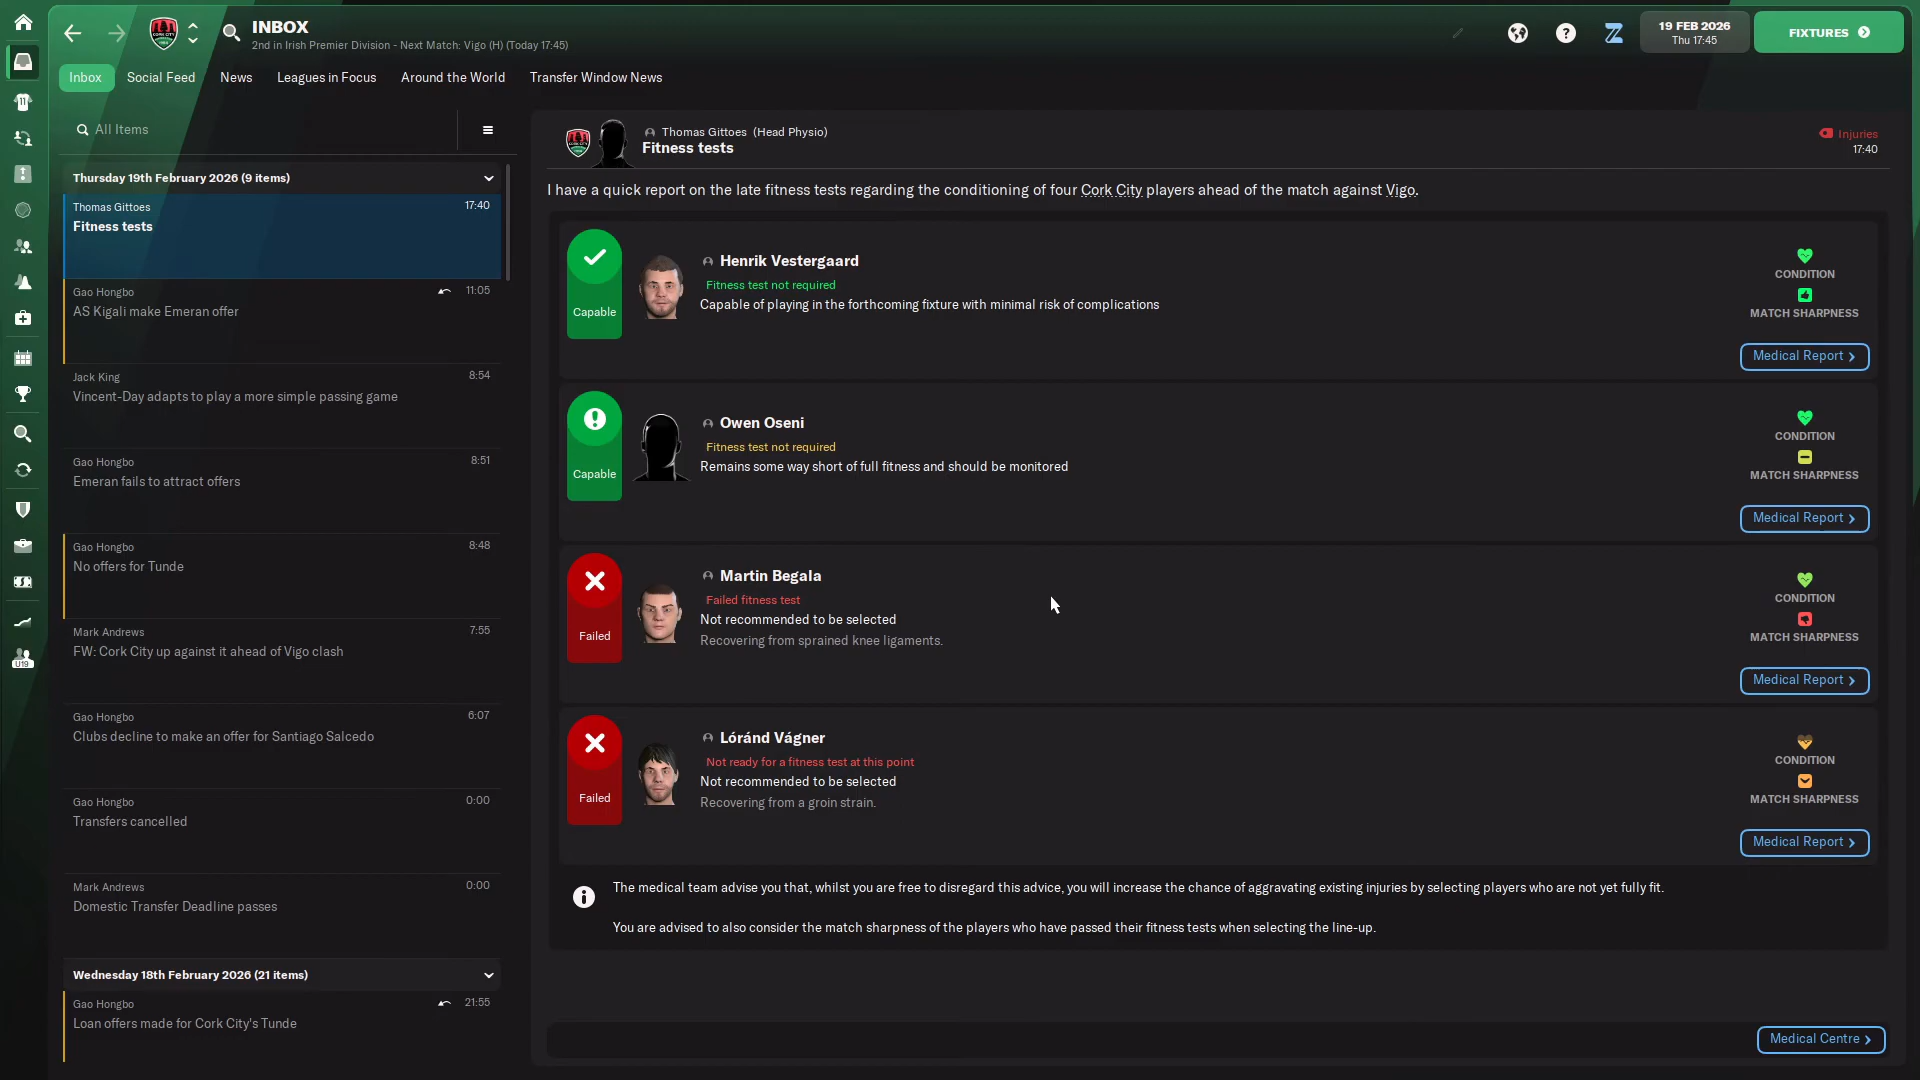 INBOX
2nd in Irish Premier Division - Next Match: Vigo (H) (Today 17:45)
19 FEB 2026
Thu 17:45
FIXTURES
Inbox
Social Feed
News
Leagues in Focus
Around the World
Transfer Window News
All Items
Thursday 19th February 2026 (9 items)
Thomas Gittoes
17:40
Fitness tests
Gao Hongbo
11:05
AS Kigali make Emeran offer
Jack King
8:54
Vincent-Day adapts to play a more simple passing game
Gao Hongbo
8:51
Emeran fails to attract offers
Gao Hongbo
8:48
No offers for Tunde
Mark Andrews
7:55
FW: Cork City up against it ahead of Vigo clash
Gao Hongbo
6:07
Clubs decline to make an offer for Santiago Salcedo
Gao Hongbo
0:00
Transfers cancelled
Mark Andrews
0:00
Domestic Transfer Deadline passes
Wednesday 18th February 2026 (21 items)
Gao Hongbo
21:55
Loan offers made for Cork City's Tunde
U19
Thomas Gittoes (Head Physio)
Fitness tests
Injuries
17:40
I have a quick report on the late fitness tests regarding the conditioning of four Cork City players ahead of the match against Vigo.
Capable
Henrik Vestergaard
Fitness test not required
Capable of playing in the forthcoming fixture with minimal risk of complications
CONDITION
MATCH SHARPNESS
Medical Report
Capable
Owen Oseni
Fitness test not required
Remains some way short of full fitness and should be monitored
CONDITION
MATCH SHARPNESS
Medical Report
Failed
Martin Begala
Failed fitness test
Not recommended to be selected
Recovering from sprained knee ligaments.
CONDITION
MATCH SHARPNESS
Medical Report
Failed
Lóránd Vágner
Not ready for a fitness test at this point
Not recommended to be selected
Recovering from a groin strain.
CONDITION
MATCH SHARPNESS
Medical Report
The medical team advise you that, whilst you are free to disregard this advice, you will increase the chance of aggravating existing injuries by selecting players who are not yet fully fit.
You are advised to also consider the match sharpness of the players who have passed their fitness tests when selecting the line-up.
Medical Centre